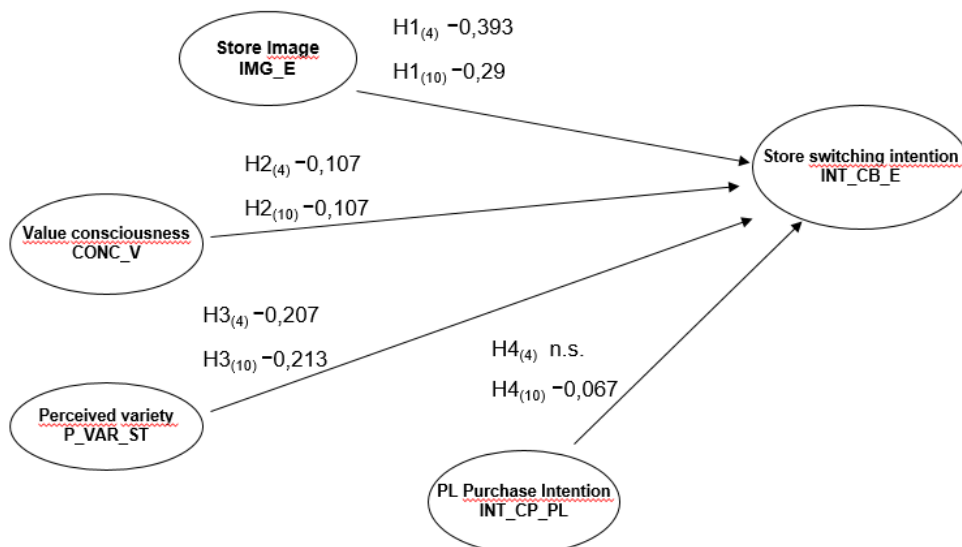 Store Image
IMG_E
H1(4) −0,393
H1(10) −0,29
Store switching intention
INT_CB_E
H2(4) −0,107
H2(10) −0,107
Value consciousness
CONC_V
H3(4) −0,207
H3(10) −0,213
Perceived variety
P_VAR_ST
H4(4) n.s.
H4(10) −0,067
PL Purchase Intention
INT_CP_PL